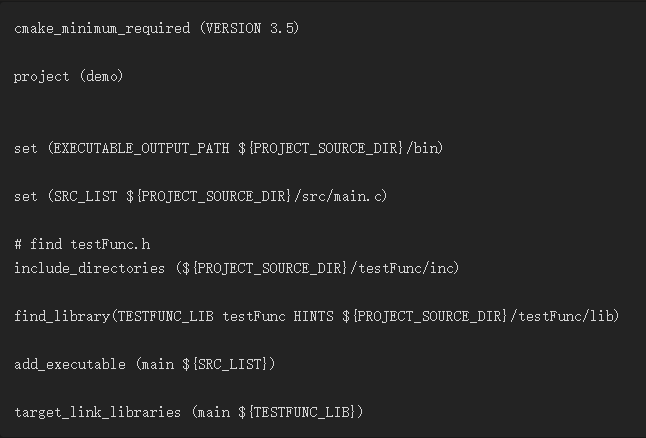 cmake_minimum_required (VERSION 3.5)
project (demo)
set (EXECUTABLE_OUTPUT_PATH ${PROJECT_SOURCE_DIR}/bin)
set (SRC_LIST ${PROJECT_SOURCE_DIR}/src/main.c)
# find testFunc.h
include_directories (${PROJECT_SOURCE_DIR}/testFunc/inc)
find_library(TESTFUNC_LIB testFunc HINTS ${PROJECT_SOURCE_DIR}/testFunc/lib)
add_executable (main ${SRC_LIST})
target_link_libraries (main ${TESTFUNC_LIB})